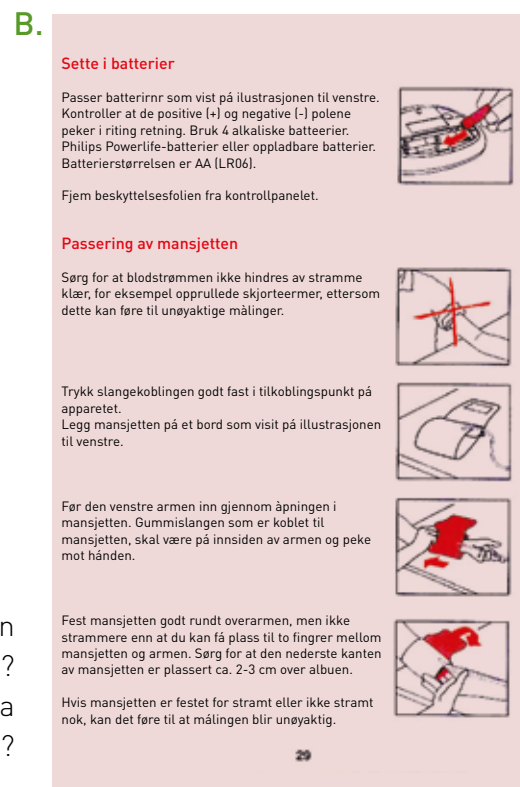 B.
Sette i batterier
Passer batterirnr som vist på ilustrasjonen til venstre.
Kontroller at de positive (+) og negative (-) polene
peker i riting retning. Bruk 4 alkaliske batteerier.
Philips Powerlife-batterier eller oppladbare batterier.
Batterierstørrelsen er AA (LR06).
Fjem beskyttelsesfolien fra kontrollpanelet.
Passering av mansjetten
Sørg for at blodstrømmen ikke hindres av stramme
klær, for eksempel opprullede skjorteermer, ettersom
dette kan føre til unøyaktige màlinger.
Trykk slangekoblingen godt fast i tilkoblingspunkt på
apparetet.
Legg mansjetten på et bord som visit på illustrasjonen
til venstre.
Før den venstre armen inn gjennom àpningen i
mansjetten. Gummislangen som er koblet til
mansjetten, skal være på innsiden av armen og peke
mot hánden.
Fest mansjetten godt rundt overarmen, men ikke
strammere enn at du kan få plass til to fingrer mellom
mansjetten og armen. Sørg for at den nederste kanten
av mansjetten er plassert ca. 2-3 cm over albuen.
Hvis mansjetten er festet for stramt eller ikke stramt
nok, kan det føre til at málingen blir unøyaktig.
29
n
?
a
?